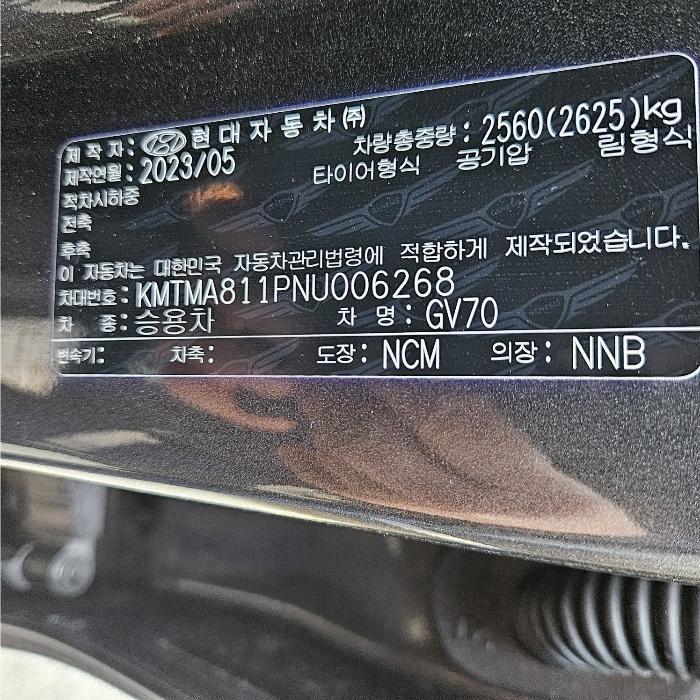 제 작 자: 현대자동차(주)
제작연월: 2023/05 차량총중량: 2560(2625)kg
적차시하중 타이어형식 공기압 림형식
전축
후축
이 자동차는 대한민국 자동차관리법령에 적합하게 제작되었습니다.
차대번호: KMTMA811PNU006268
차 종: 승용차 차 명: GV70
변속기: 차축: 도장: NCM 의장: NNB